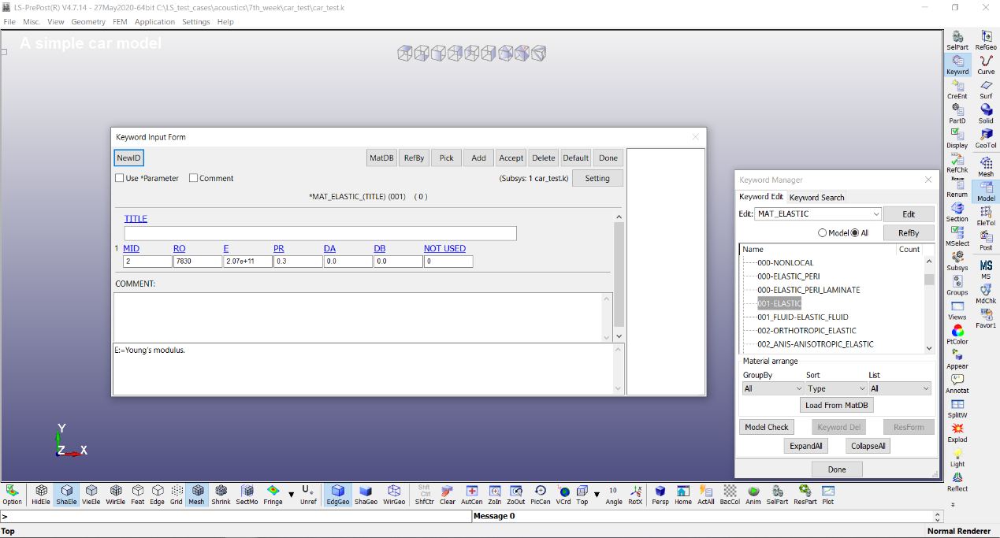 LS-PrePost(R) V4.7.14 - 27May2020-64bit C:\LS_test_cases\acoustics\7th_week\car_test\car_test.k
File Misc. View Geometry FEM Application Settings Help
A simple car model
Keyword Input Form
NewID MatDB RefBy Pick Add Accept Delete Default Done
Use *Parameter Comment (Subsys: 1 car_test.k) Setting
*MAT_ELASTIC_(TITLE) (001) ( 0 )
TITLE
1 MID RO E PR DA DB NOT USED
2 7830 2.07e+11 0.3 0.0 0.0 0
COMMENT:
E:=Young's modulus.
Keyword Manager
Keyword Edit Keyword Search
Edit: MAT_ELASTIC Edit
Model All RefBy
Name Count
000-NONLOCAL
000-ELASTIC_PERI
000-ELASTIC_PERI_LAMINATE
001-ELASTIC
001_FLUID-ELASTIC_FLUID
002-ORTHOTROPIC_ELASTIC
002_ANIS-ANISOTROPIC_ELASTIC
Material arrange
GroupBy Sort List
All Type All
Load From MatDB
Model Check Keyword Del ResForm
ExpandAll CollapseAll
Done
SelPart RefGeo
Keywrd Curve
CreEnt Surf
PartD Solid
Display GeoTol
RefChk Mesh
Renum
Renum Model
Section EleTol
MSelect Post
Subsys MS
MS
Groups MdChk
Views Favor1
PtColor
Appear
Annotat
SplitW
Explod
Light
Reflect
Y
Z X
Option HidEle ShaEle VieEle WirEle Feat Edge Grid Mesh Shrink SectMo Fringe Unref EdgGeo ShaGeo WirGeo Shft Ctrl ShfCtr Clear AutCen ZoIn ZoOut PicCen VCrd Top 10 Angle RotX Persp Home ActAll BacCol Anim SelPart ResPart Plot
> Message 0
Top Normal Renderer